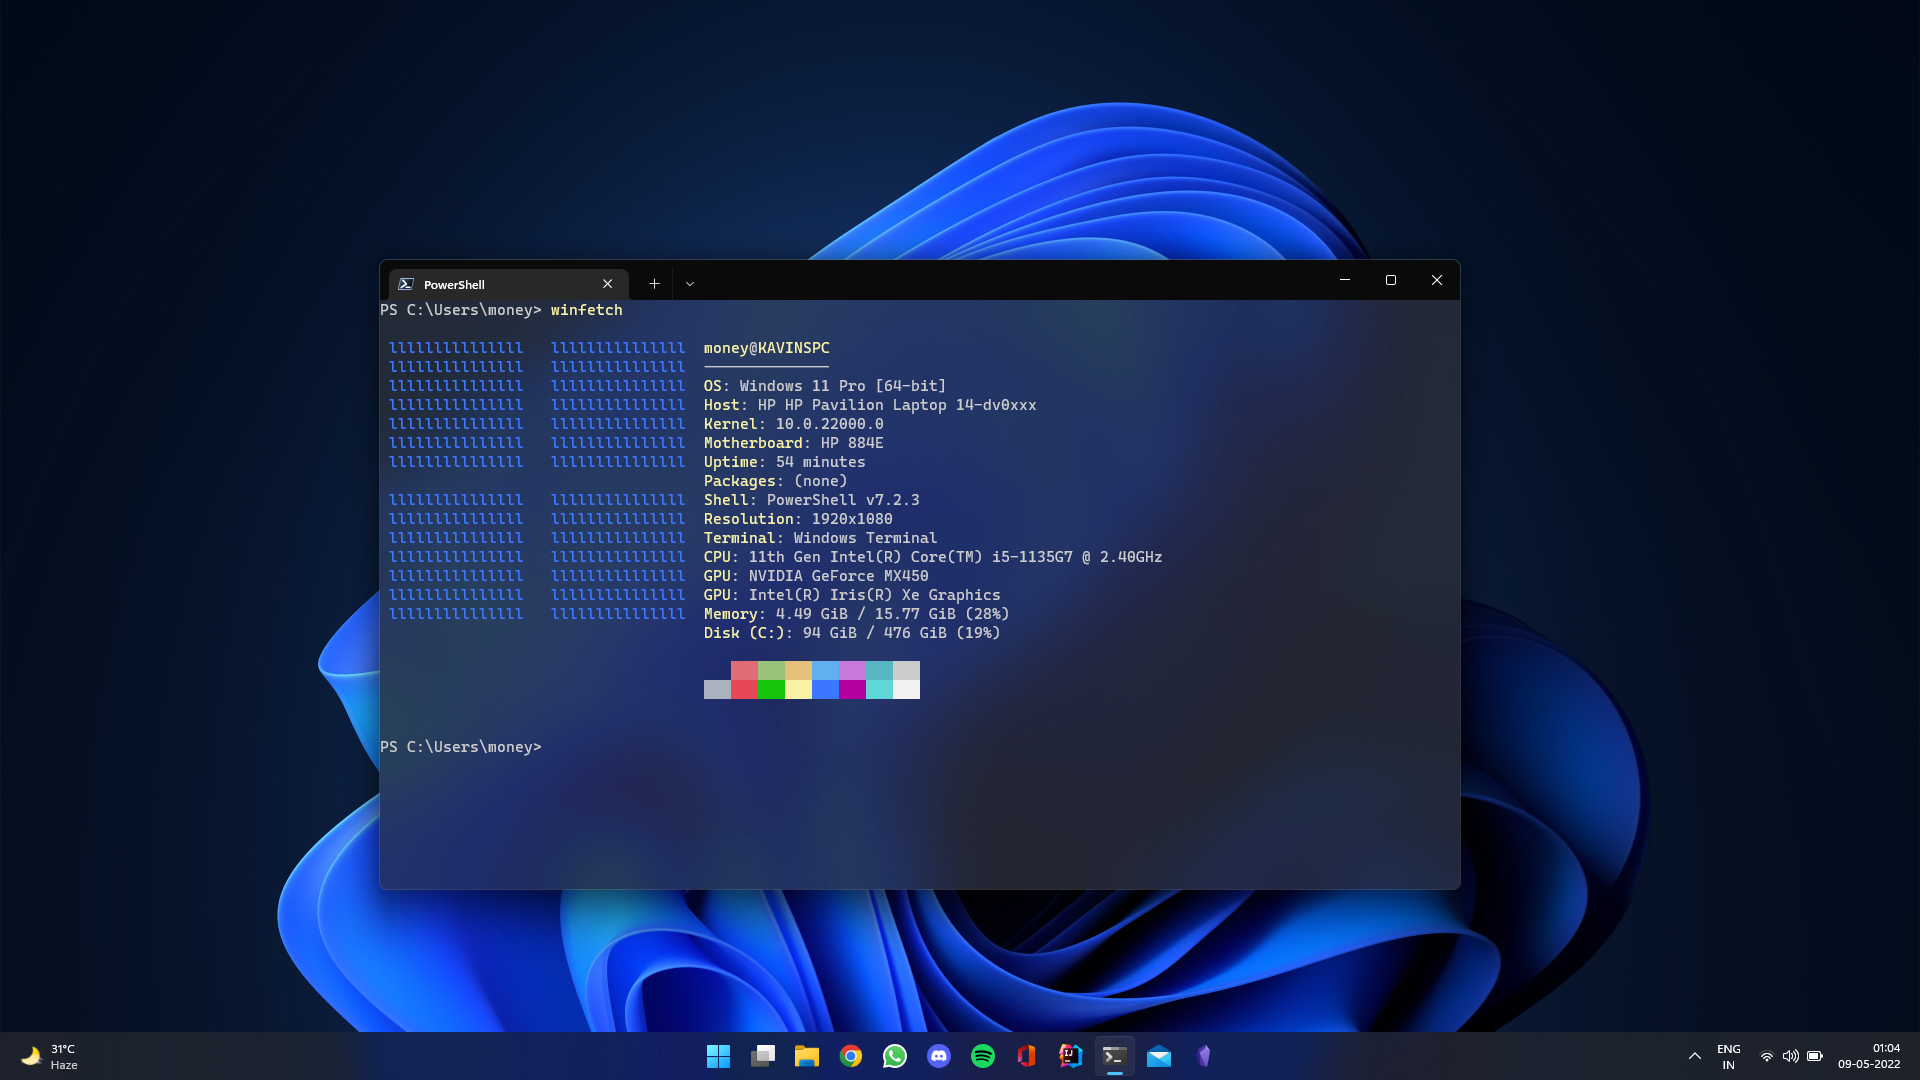 PowerShell
PS C:\Users\money> winfetch
lllllllllllllll   lllllllllllllll  money@KAVINSPC
lllllllllllllll   lllllllllllllll  ──────────────
lllllllllllllll   lllllllllllllll  OS: Windows 11 Pro [64-bit]
lllllllllllllll   lllllllllllllll  Host: HP HP Pavilion Laptop 14-dv0xxx
lllllllllllllll   lllllllllllllll  Kernel: 10.0.22000.0
lllllllllllllll   lllllllllllllll  Motherboard: HP 884E
lllllllllllllll   lllllllllllllll  Uptime: 54 minutes
Packages: (none)
lllllllllllllll   lllllllllllllll  Shell: PowerShell v7.2.3
lllllllllllllll   lllllllllllllll  Resolution: 1920x1080
lllllllllllllll   lllllllllllllll  Terminal: Windows Terminal
lllllllllllllll   lllllllllllllll  CPU: 11th Gen Intel(R) Core(TM) i5-1135G7 @ 2.40GHz
lllllllllllllll   lllllllllllllll  GPU: NVIDIA GeForce MX450
lllllllllllllll   lllllllllllllll  GPU: Intel(R) Iris(R) Xe Graphics
lllllllllllllll   lllllllllllllll  Memory: 4.49 GiB / 15.77 GiB (28%)
Disk (C:): 94 GiB / 476 GiB (19%)
PS C:\Users\money>
31°C
Haze
IJ
ENG
IN
01:04
09-05-2022